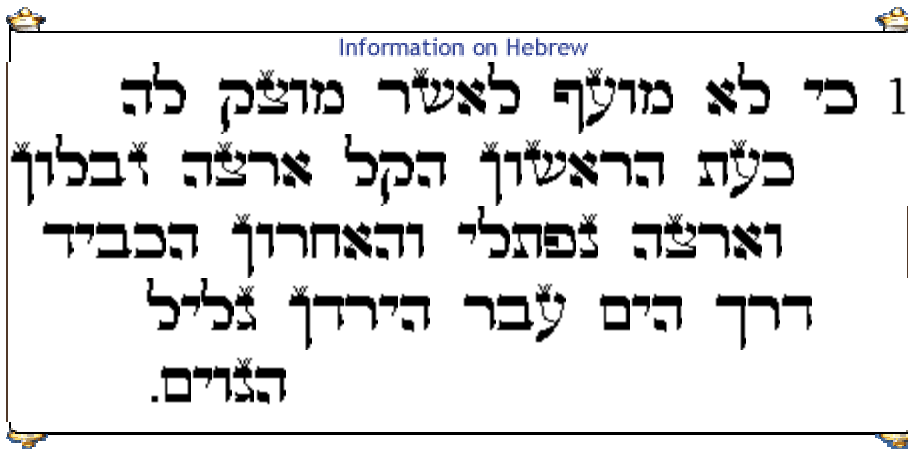 Information on Hebrew
1 כי לא מועף לאשר מוצק לה
כעת הראשון הקל ארצה זבלון
וארצה נפתלי והאחרון הכביד
דרך הים עבר הירדן גליל
הגוים.